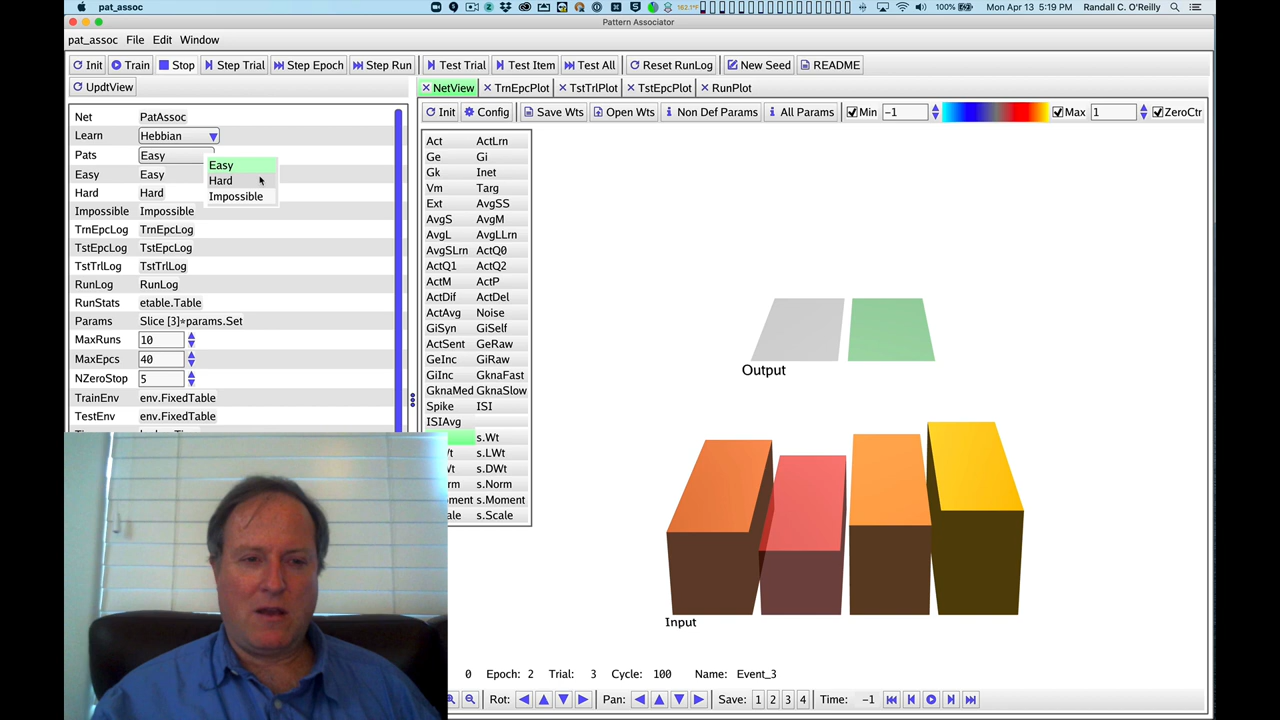 pat_assoc 162.1°F 100% Mon Apr 13 5:19 PM Randall C. O'Reilly
Pattern Associator
pat_assoc File Edit Window
Init Train Stop Step Trial Step Epoch Step Run Test Trial Test Item Test All Reset RunLog New Seed README
UpdtView
NetView TrnEpcPlot TstTrlPlot TstEpcPlot RunPlot
Init Config Save Wts Open Wts Non Def Params All Params Min -1 Max 1 ZeroCtr
Net PatAssoc
Learn Hebbian
Pats Easy
Easy Easy
Hard Hard
Impossible Impossible
TrnEpcLog TrnEpcLog
TstEpcLog TstEpcLog
TstTrlLog TstTrlLog
RunLog RunLog
RunStats etable.Table
Params Slice [3]*params.Set
MaxRuns 10
MaxEpcs 40
NZeroStop 5
TrainEnv env.FixedTable
TestEnv env.FixedTable
Easy
Hard
Impossible
Act ActLrn
Ge Gi
Gk Inet
Vm Targ
Ext AvgSS
AvgS AvgM
AvgL AvgLLrn
AvgSLrn ActQ0
ActQ1 ActQ2
ActM ActP
ActDif ActDel
ActAvg Noise
GiSyn GiSelf
ActSent GeRaw
GeInc GiRaw
GiInc GknaFast
GknaMed GknaSlow
Spike ISI
ISIAvg
s.Wt
s.LWt
s.DWt
s.Norm
s.Moment
s.Scale
Output
Input
0 Epoch: 2 Trial: 3 Cycle: 100 Name: Event_3
Rot: Pan: Save: 1 2 3 4 Time: -1